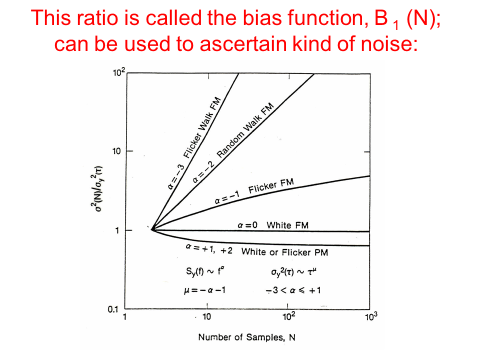 This ratio is called the bias function, B 1 (N);
can be used to ascertain kind of noise:
10²
10
1
0.1
σ²(N)/σy²(τ)
α=−3 Flicker Walk FM
α=−2 Random Walk FM
α=−1 Flicker FM
α=0 White FM
α=+1, +2 White or Flicker PM
Sy(f) ~ fᵅ σy²(τ) ~ τᵘ
μ=−α−1 −3<α≤+1
1 10 10² 10³
Number of Samples, N